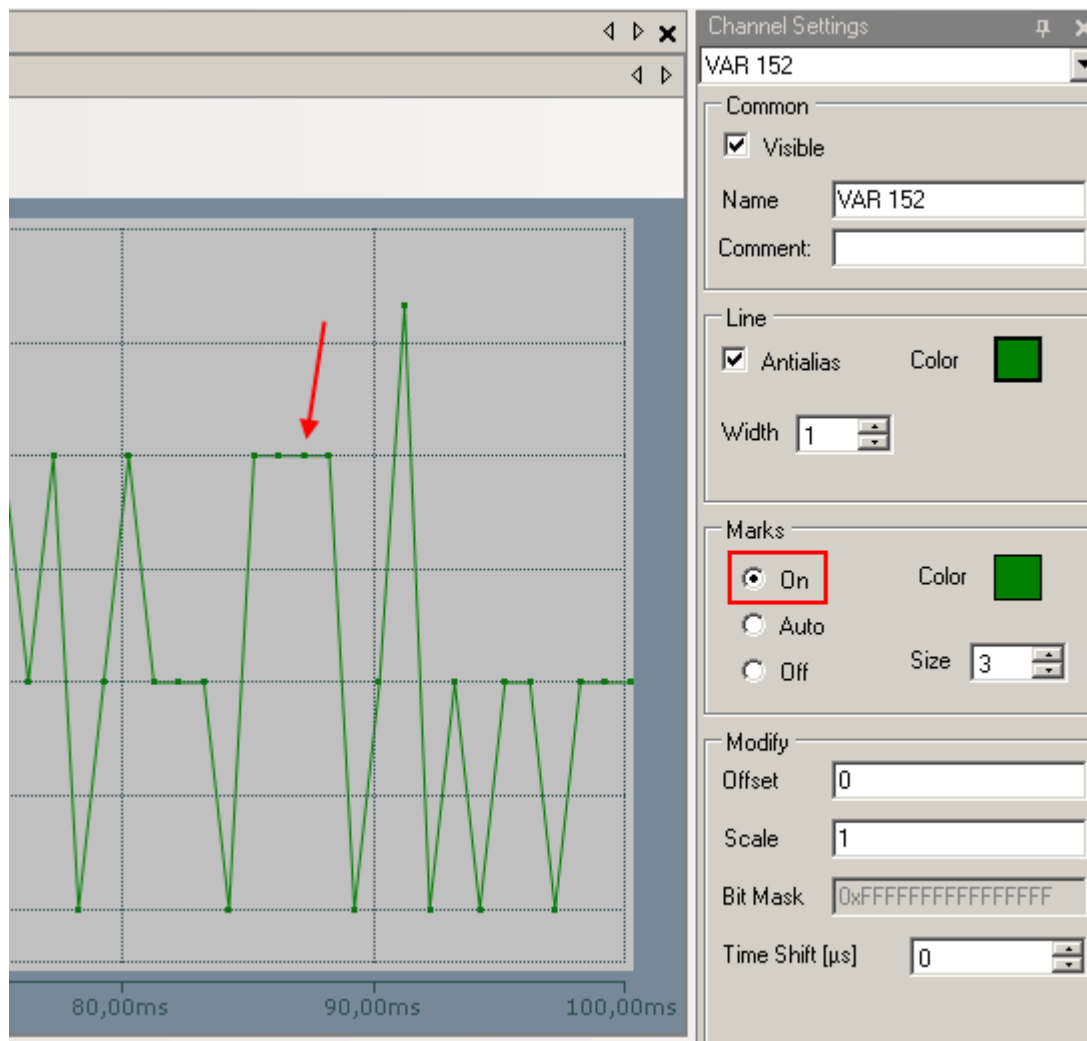 Channel Settings
VAR 152
Common
Visible
Name VAR 152
Comment:
Line
Antialias Color
Width 1
Marks
On Color
Auto
Off Size 3
Modify
Offset 0
Scale 1
Bit Mask 0xFFFFFFFFFFFFFFFF
Time Shift [µs] 0
80,00ms 90,00ms 100,00ms